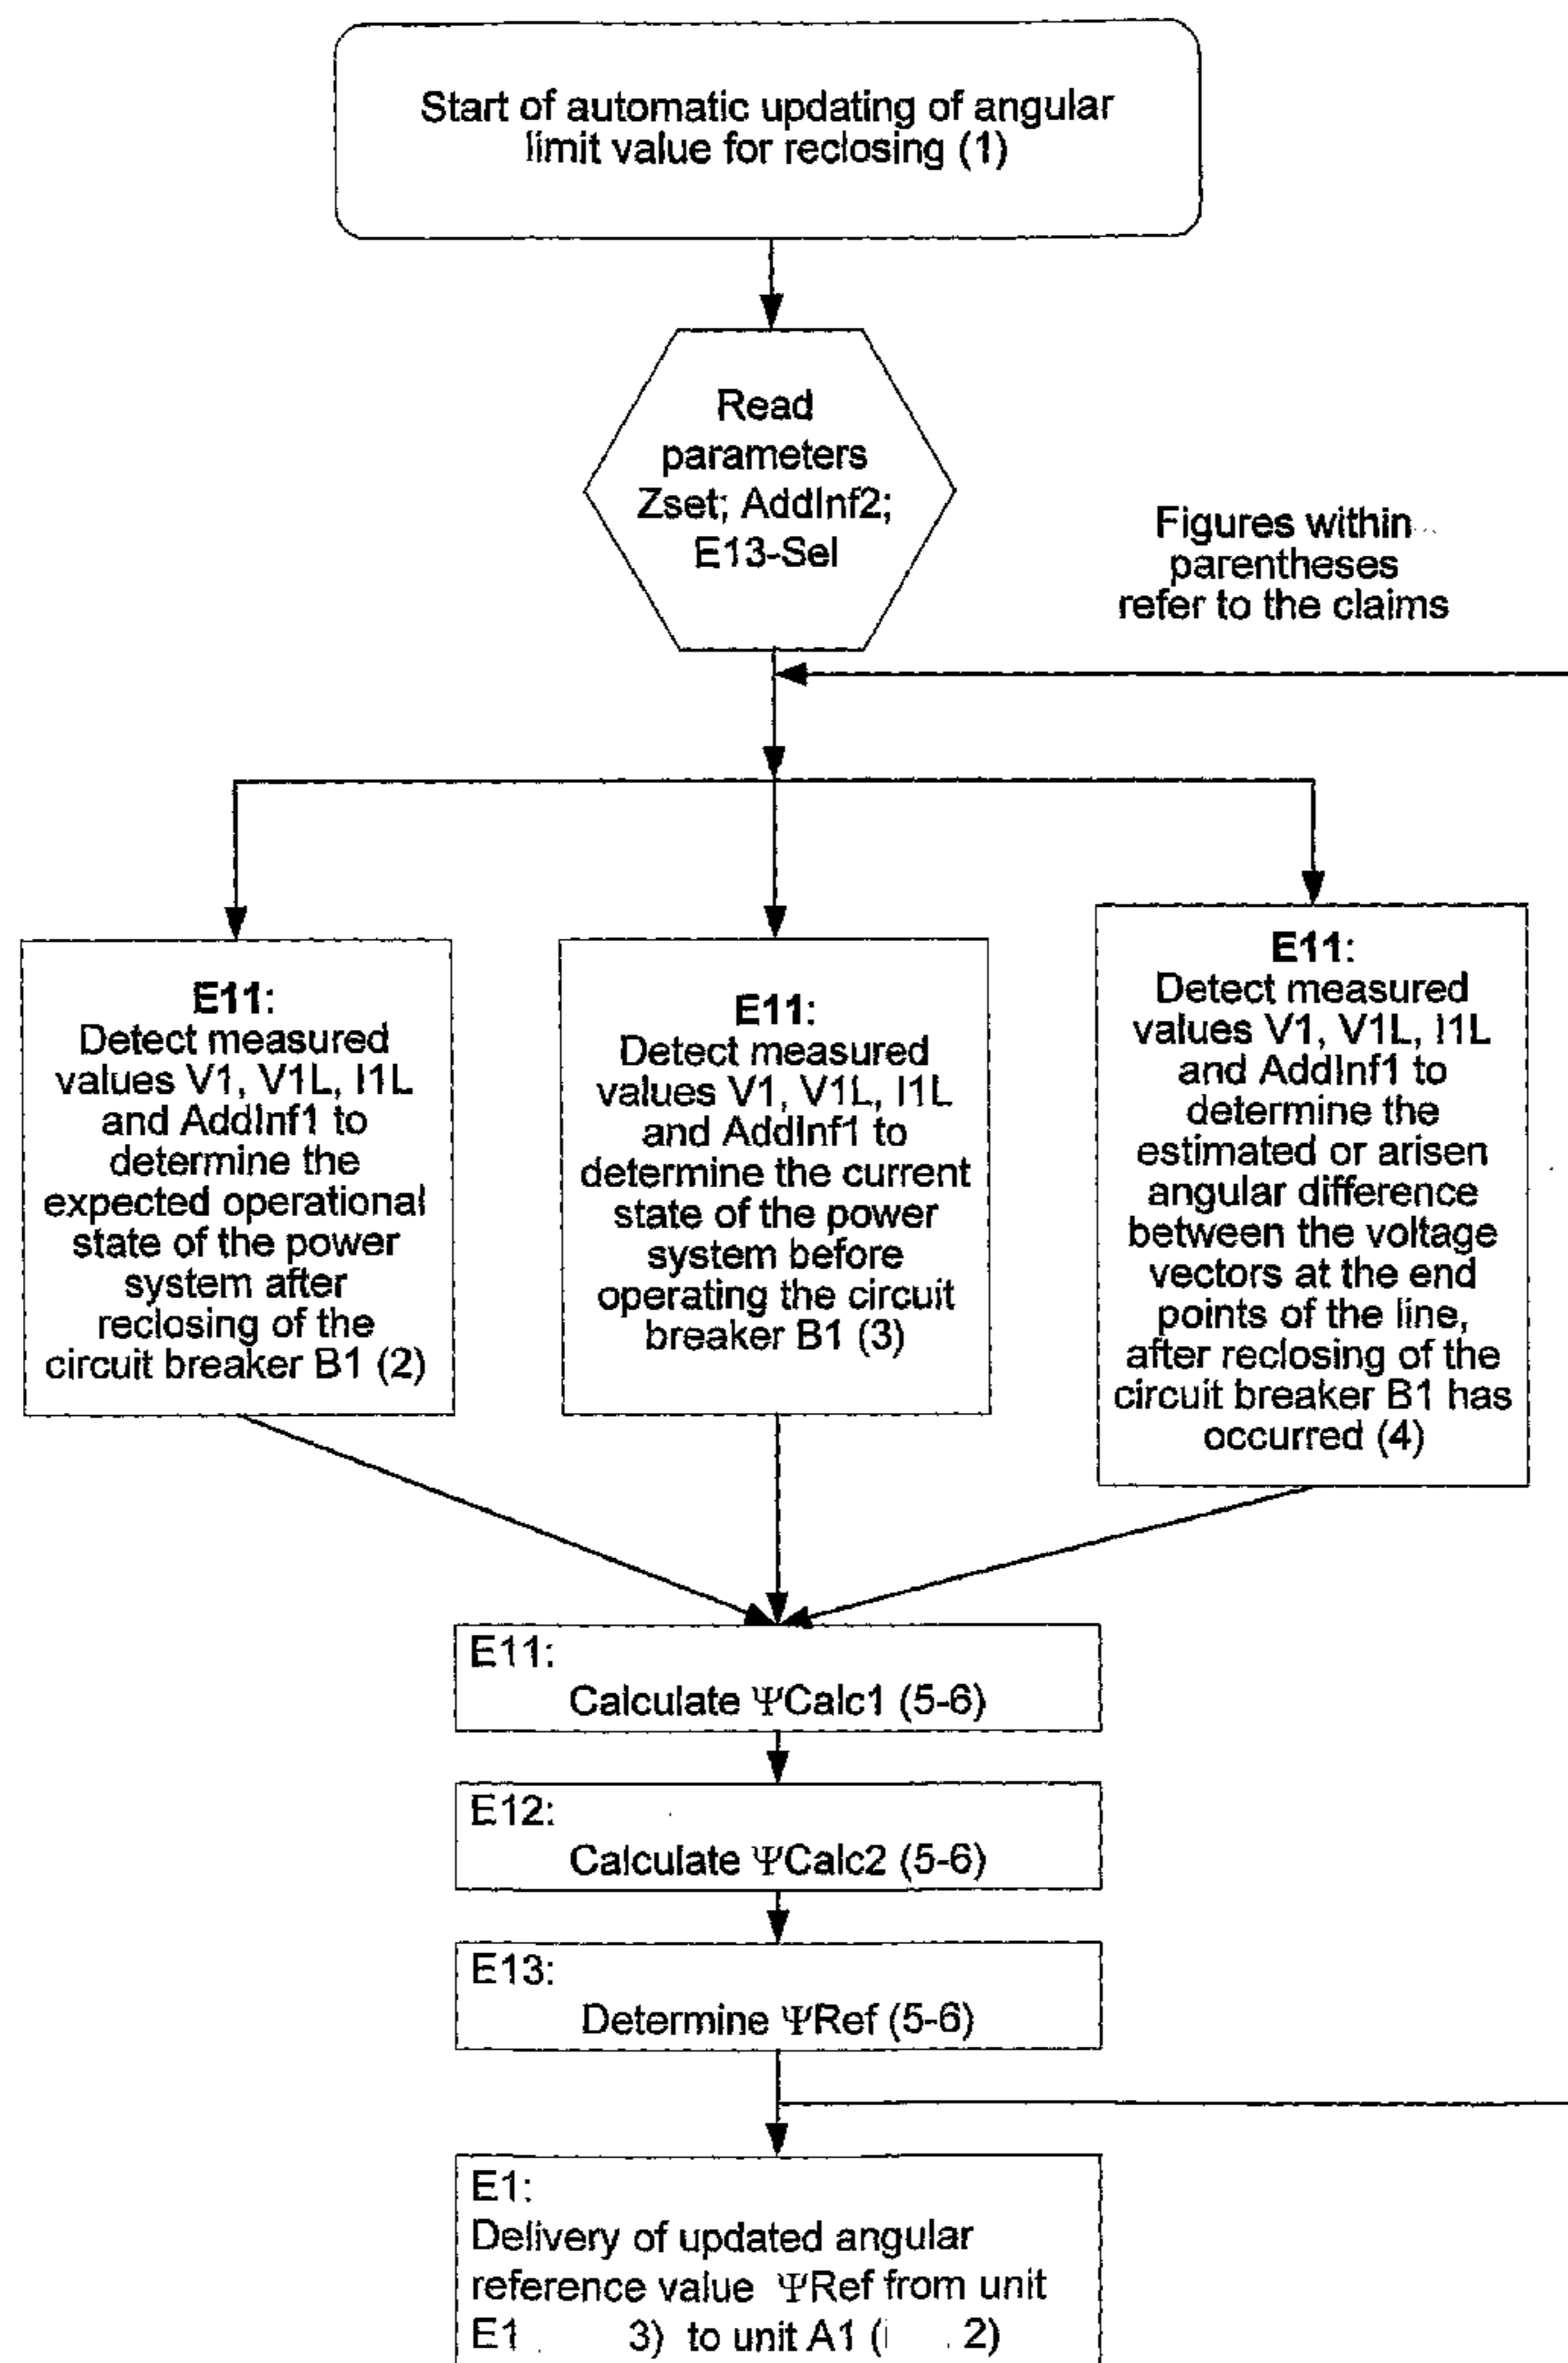 Start of automatic updating of angular
limit value for reclosing (1)
Read
parameters
Zset; AddInf2;
E13-Sel
Figures within
parentheses
refer to the claims
E11:
Detect measured
values V1, V1L, I1L
and AddInf1 to
determine the
expected operational
state of the power
system after
reclosing of the
circuit breaker B1 (2)
E11:
Detect measured
values V1, V1L, I1L
and AddInf1 to
determine the current
state of the power
system before
operating the circuit
breaker B1 (3)
E11:
Detect measured
values V1, V1L, I1L
and AddInf1 to
determine the
estimated or arisen
angular difference
between the voltage
vectors at the end
points of the line,
after reclosing of the
circuit breaker B1 has
occurred (4)
E11:
Calculate ΨCalc1 (5-6)
E12:
Calculate ΨCalc2 (5-6)
E13:
Determine ΨRef (5-6)
E1:
Delivery of updated angular
reference value ΨRef from unit
E1 3) to unit A1 ( 2)